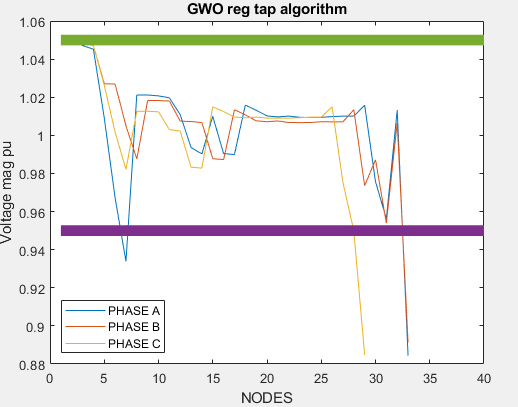 GWO reg tap algorithm
Voltage mag pu
1.06
1.04
1.02
1
0.98
0.96
0.94
0.92
0.9
0.88
PHASE A
PHASE B
PHASE C
0 5 10 15 20 25 30 35 40
NODES